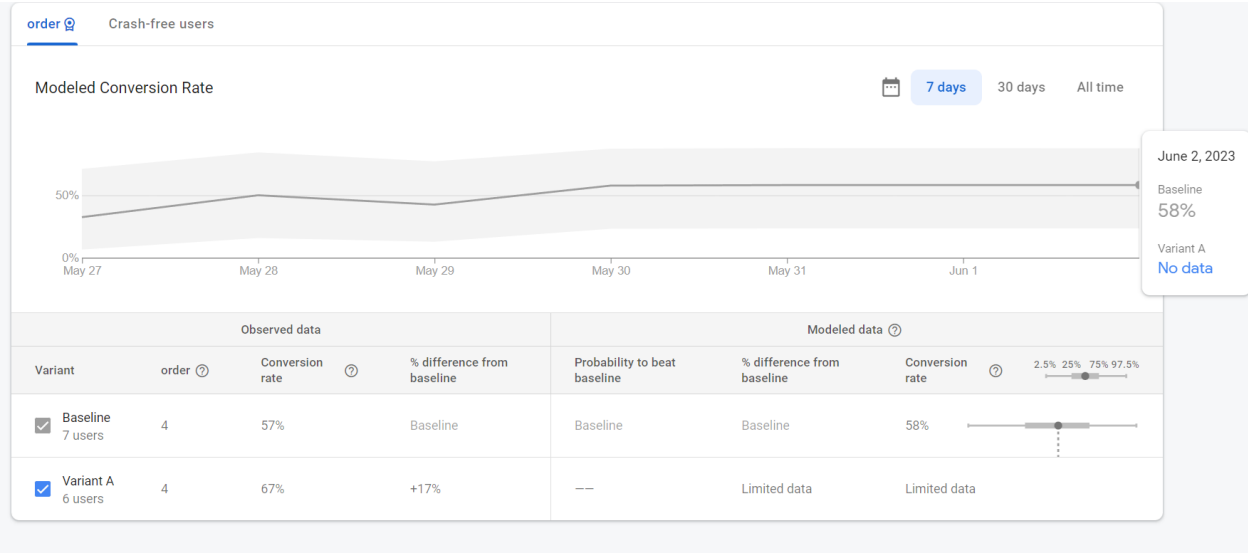 order Crash-free users
Modeled Conversion Rate
7 days 30 days All time
June 2, 2023
Baseline
58%
Variant A
No data
50%
0%
May 27 May 28 May 29 May 30 May 31 Jun 1
Observed data Modeled data
Variant order Conversion rate % difference from baseline Probability to beat baseline % difference from baseline Conversion rate 2.5% 25% 75% 97.5%
Baseline
7 users
4 57% Baseline Baseline Baseline 58%
Variant A
6 users
4 67% +17% —— Limited data Limited data